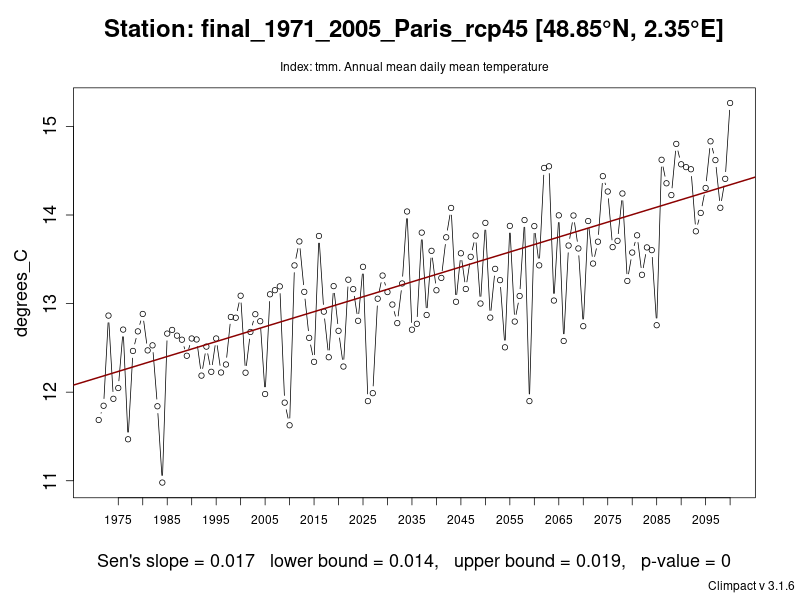 Station: final_1971_2005_Paris_rcp45 [48.85°N, 2.35°E]
Index: tmm. Annual mean daily mean temperature
degrees_C
15
14
13
12
11
1975 1985 1995 2005 2015 2025 2035 2045 2055 2065 2075 2085 2095
Sen's slope = 0.017 lower bound = 0.014, upper bound = 0.019, p-value = 0
Climpact v 3.1.6